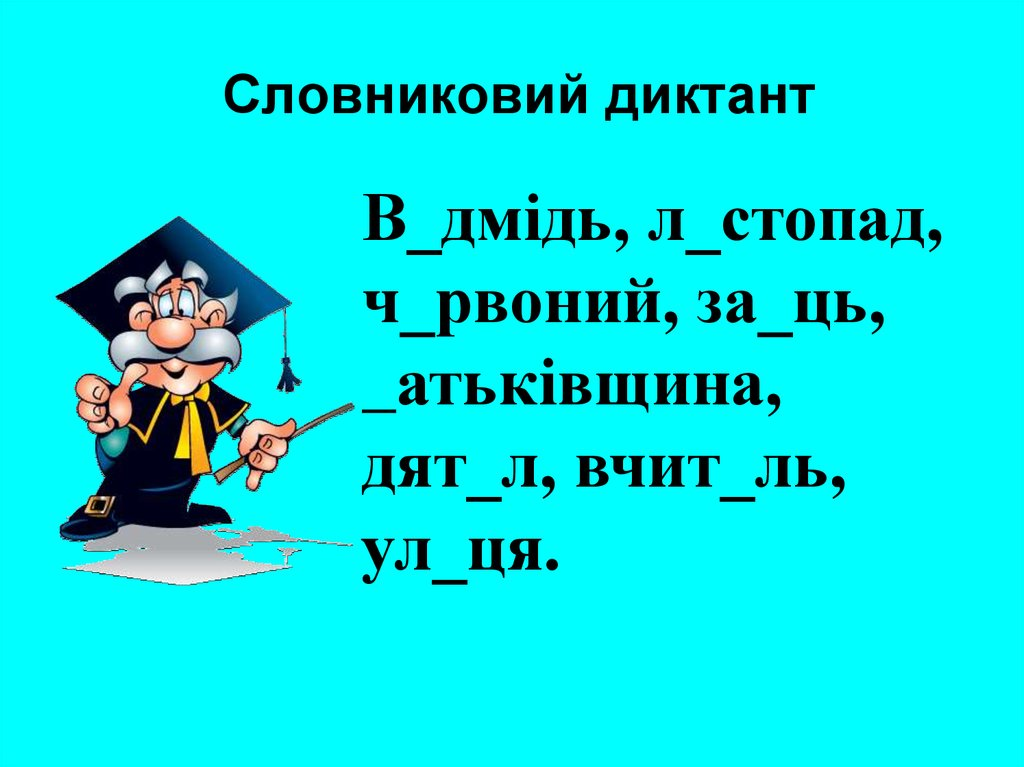 Словниковий диктант
В_дмідь, л_стопад,
ч_рвоний, за_ць,
_атьківщина,
дят_л, вчит_ль,
ул_ця.